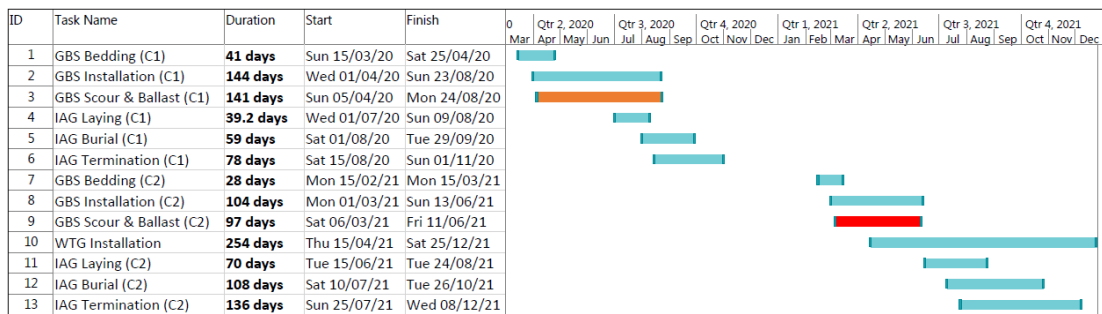 ID Task Name Duration Start Finish 0 Qtr 2, 2020 Qtr 3, 2020 Qtr 4, 2020 Qtr 1, 2021 Qtr 2, 2021 Qtr 3, 2021 Qtr 4, 2021
Mar Apr May Jun Jul Aug Sep Oct Nov Dec Jan Feb Mar Apr May Jun Jul Aug Sep Oct Nov Dec
1 GBS Bedding (C1) 41 days Sun 15/03/20 Sat 25/04/20
2 GBS Installation (C1) 144 days Wed 01/04/20 Sun 23/08/20
3 GBS Scour & Ballast (C1) 141 days Sun 05/04/20 Mon 24/08/20
4 IAG Laying (C1) 39.2 days Wed 01/07/20 Sun 09/08/20
5 IAG Burial (C1) 59 days Sat 01/08/20 Tue 29/09/20
6 IAG Termination (C1) 78 days Sat 15/08/20 Sun 01/11/20
7 GBS Bedding (C2) 28 days Mon 15/02/21 Mon 15/03/21
8 GBS Installation (C2) 104 days Mon 01/03/21 Sun 13/06/21
9 GBS Scour & Ballast (C2) 97 days Sat 06/03/21 Fri 11/06/21
10 WTG Installation 254 days Thu 15/04/21 Sat 25/12/21
11 IAG Laying (C2) 70 days Tue 15/06/21 Tue 24/08/21
12 IAG Burial (C2) 108 days Sat 10/07/21 Tue 26/10/21
13 IAG Termination (C2) 136 days Sun 25/07/21 Wed 08/12/21